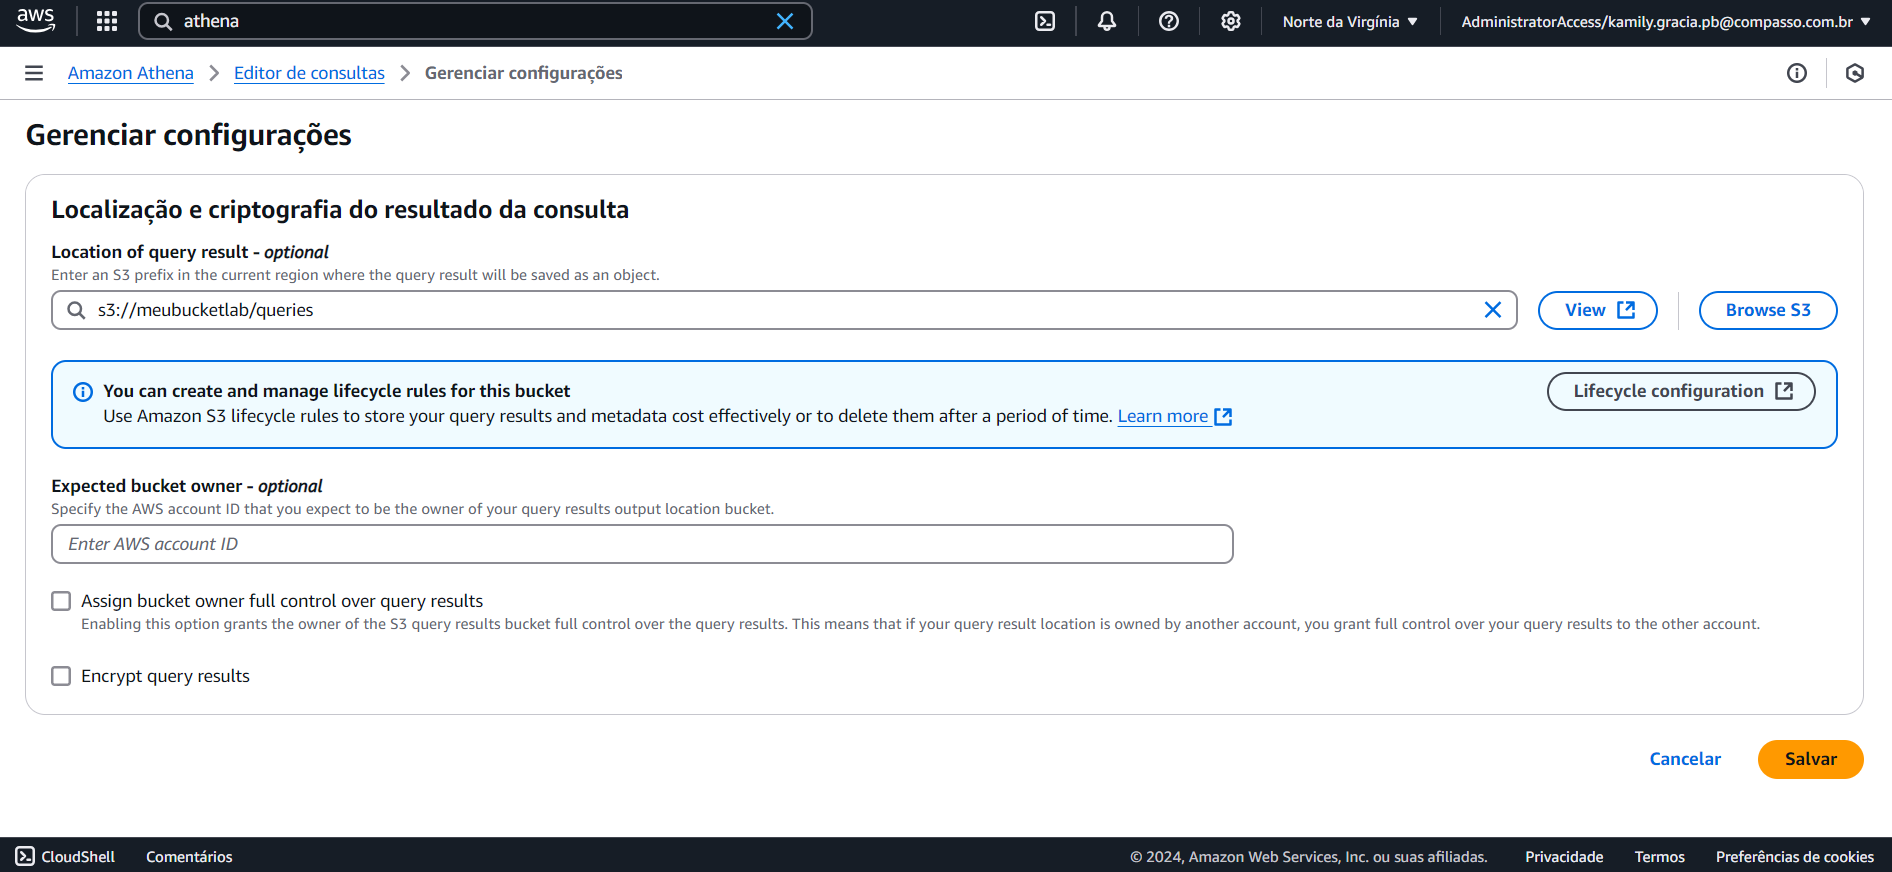 aws
athena
Norte da Virgínia
AdministratorAccess/kamily.gracia.pb@compasso.com.br
Amazon Athena
Editor de consultas
Gerenciar configurações
Gerenciar configurações
Localização e criptografia do resultado da consulta
Location of query result - optional
Enter an S3 prefix in the current region where the query result will be saved as an object.
s3://meubucketlab/queries
View
Browse S3
You can create and manage lifecycle rules for this bucket
Use Amazon S3 lifecycle rules to store your query results and metadata cost effectively or to delete them after a period of time. Learn more
Lifecycle configuration
Expected bucket owner - optional
Specify the AWS account ID that you expect to be the owner of your query results output location bucket.
Enter AWS account ID
Assign bucket owner full control over query results
Enabling this option grants the owner of the S3 query results bucket full control over the query results. This means that if your query result location is owned by another account, you grant full control over your query results to the other account.
Encrypt query results
Cancelar
Salvar
CloudShell
Comentários
© 2024, Amazon Web Services, Inc. ou suas afiliadas.
Privacidade
Termos
Preferências de cookies